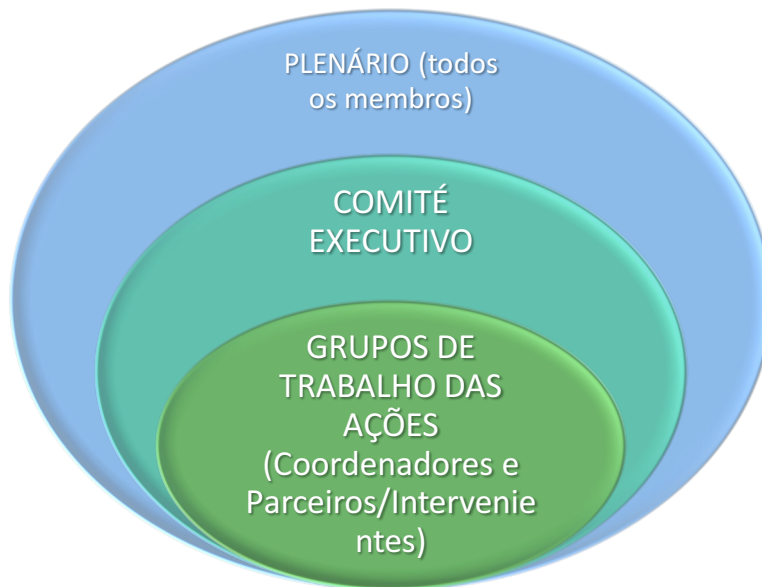 PLENÁRIO (todos
os membros)
COMITÉ
EXECUTIVO
GRUPOS DE
TRABALHO DAS
AÇÕES
(Coordenadores e
Parceiros/Intervenie
ntes)